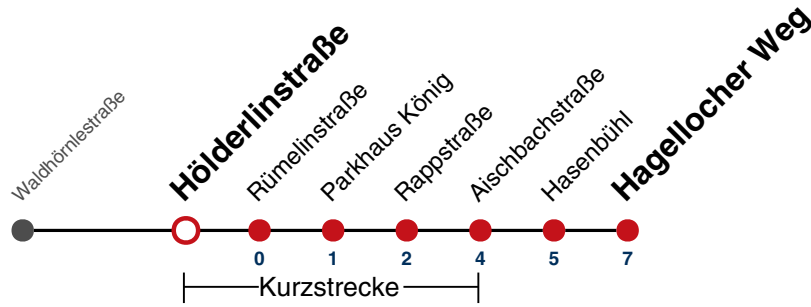 Waldhörnlestraße
Hölderlinstraße
Rümelinstraße
Parkhaus König
Rappstraße
Aischbachstraße
Hasenbühl
Hagellocher Weg
0 1 2 4 5 7
Kurzstrecke